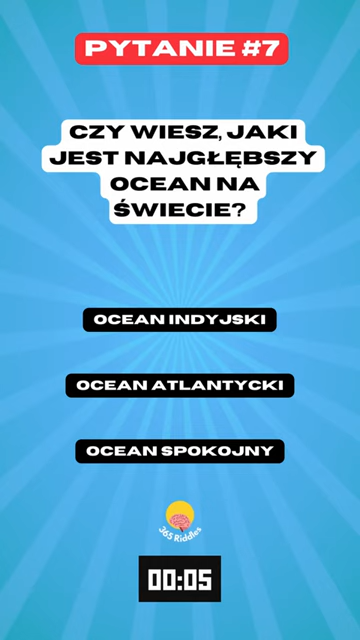 PYTANIE #7
CZY WIESZ, JAKI
JEST NAJGŁĘBSZY
OCEAN NA
ŚWIECIE?
OCEAN INDYJSKI
OCEAN ATLANTYCKI
OCEAN SPOKOJNY
365 Riddles
00:05